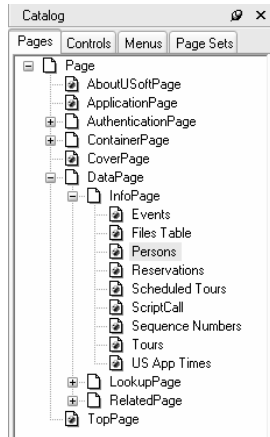 Catalog
Pages Controls Menus Page Sets
Page
AboutUSoftPage
ApplicationPage
AuthenticationPage
ContainerPage
CoverPage
DataPage
InfoPage
Events
Files Table
Persons
Reservations
Scheduled Tours
ScriptCall
Sequence Numbers
Tours
US App Times
LookupPage
RelatedPage
TopPage